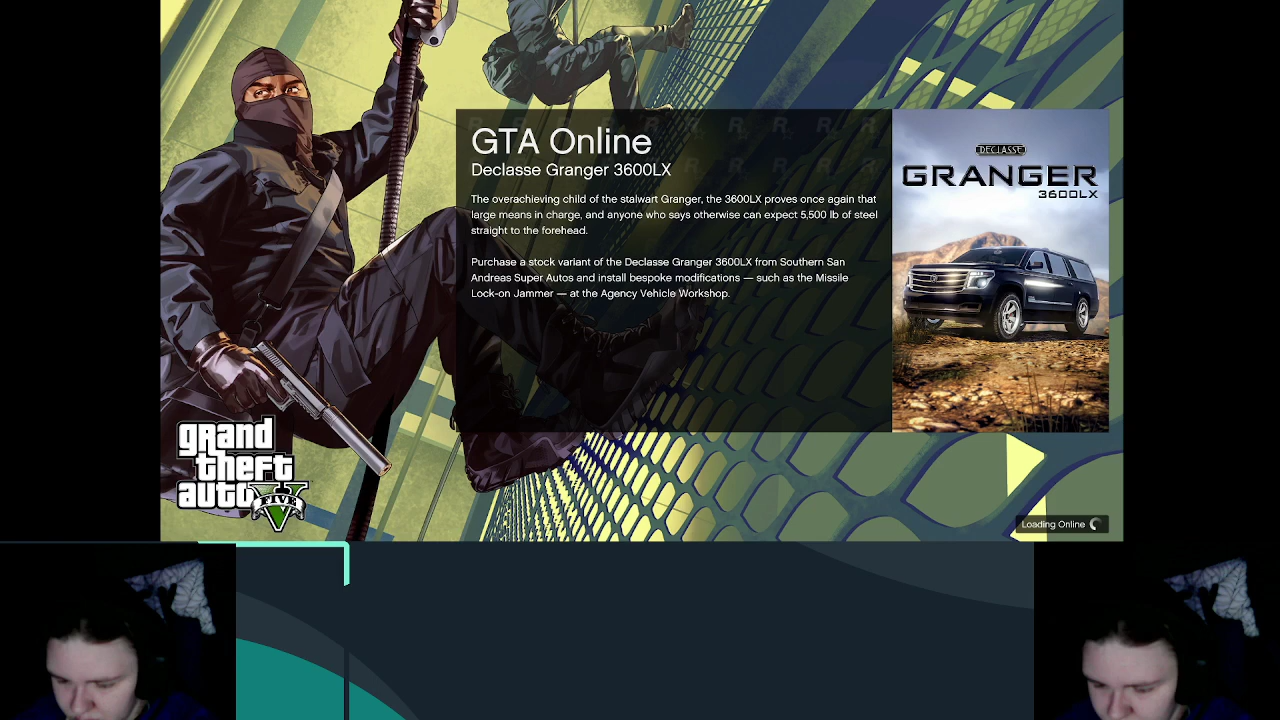 GTA Online
Declasse Granger 3600LX
The overachieving child of the stalwart Granger, the 3600LX proves once again that
large means in charge, and anyone who says otherwise can expect 5,500 lb of steel
straight to the forehead.
Purchase a stock variant of the Declasse Granger 3600LX from Southern San
Andreas Super Autos and install bespoke modifications — such as the Missile
Lock-on Jammer — at the Agency Vehicle Workshop.
DECLASSE
GRANGER
3600LX
grand
theft
auto
V
FIVE
Loading Online